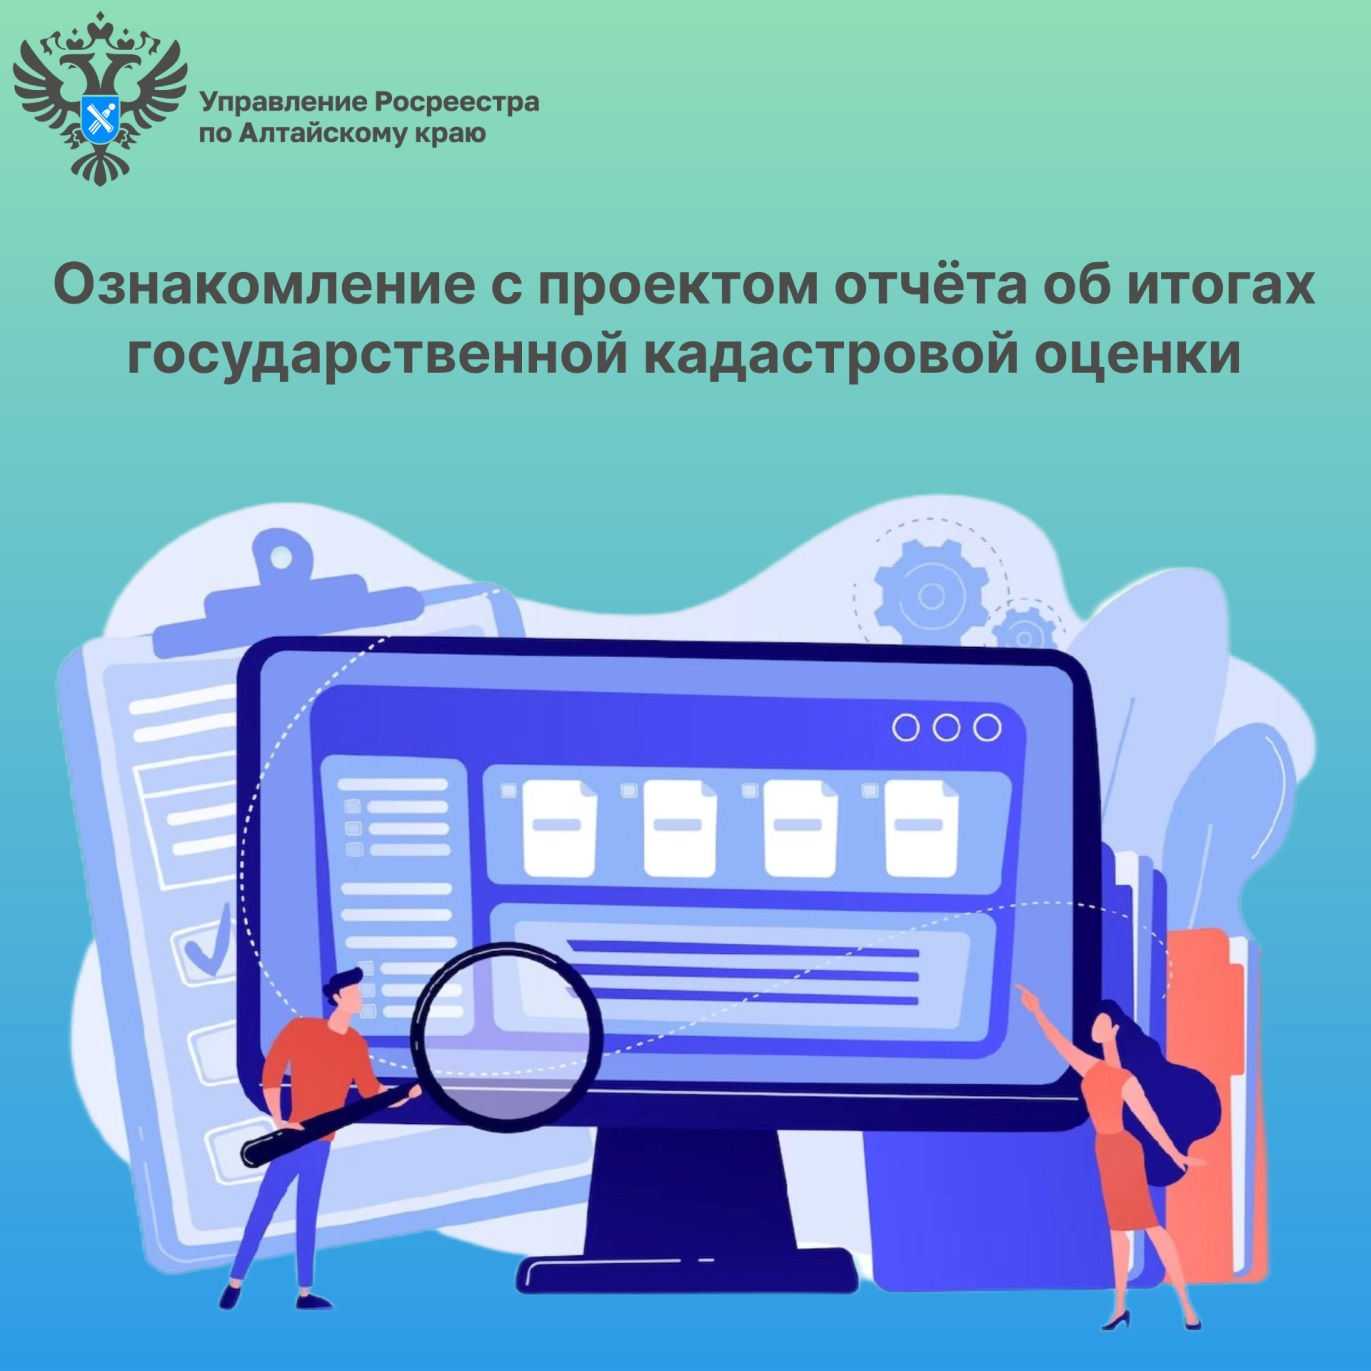 Управление Росреестра
по Алтайскому краю
Ознакомление с проектом отчёта об итогах
государственной кадастровой оценки